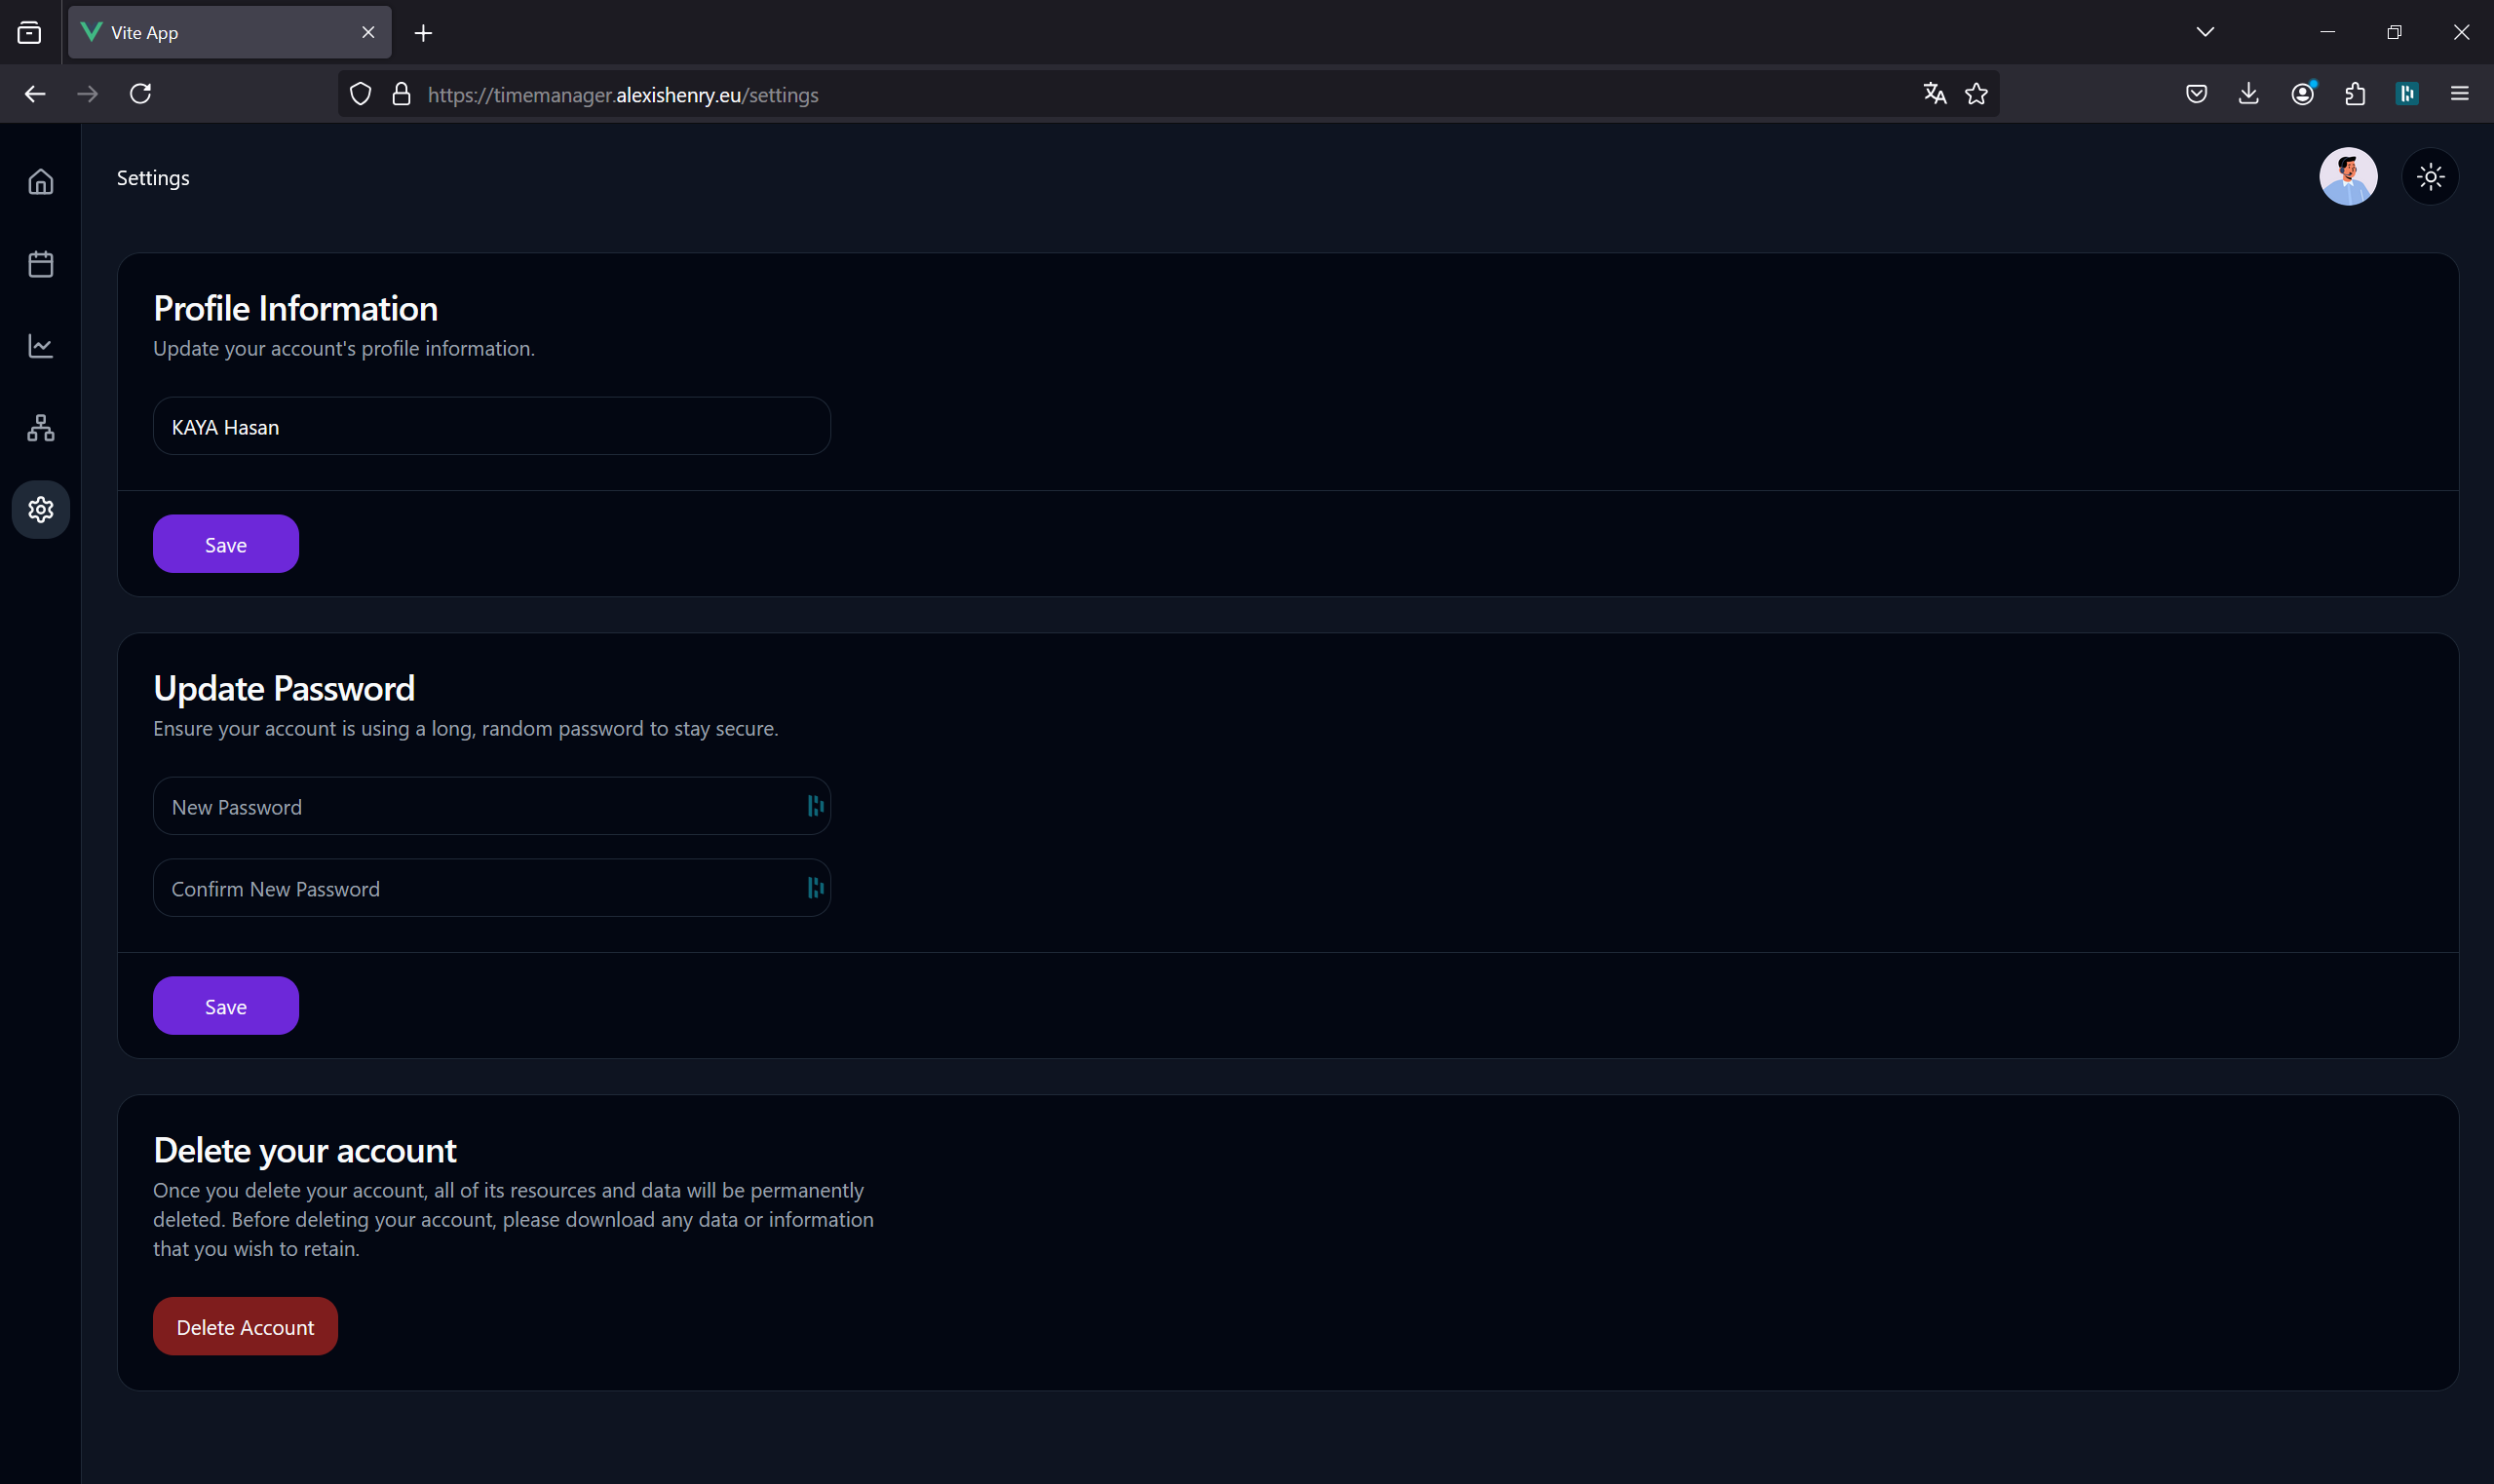 Vite App
https://timemanager.alexishenry.eu/settings
Settings
Profile Information
Update your account's profile information.
KAYA Hasan
Save
Update Password
Ensure your account is using a long, random password to stay secure.
New Password
Confirm New Password
Save
Delete your account
Once you delete your account, all of its resources and data will be permanently
deleted. Before deleting your account, please download any data or information
that you wish to retain.
Delete Account